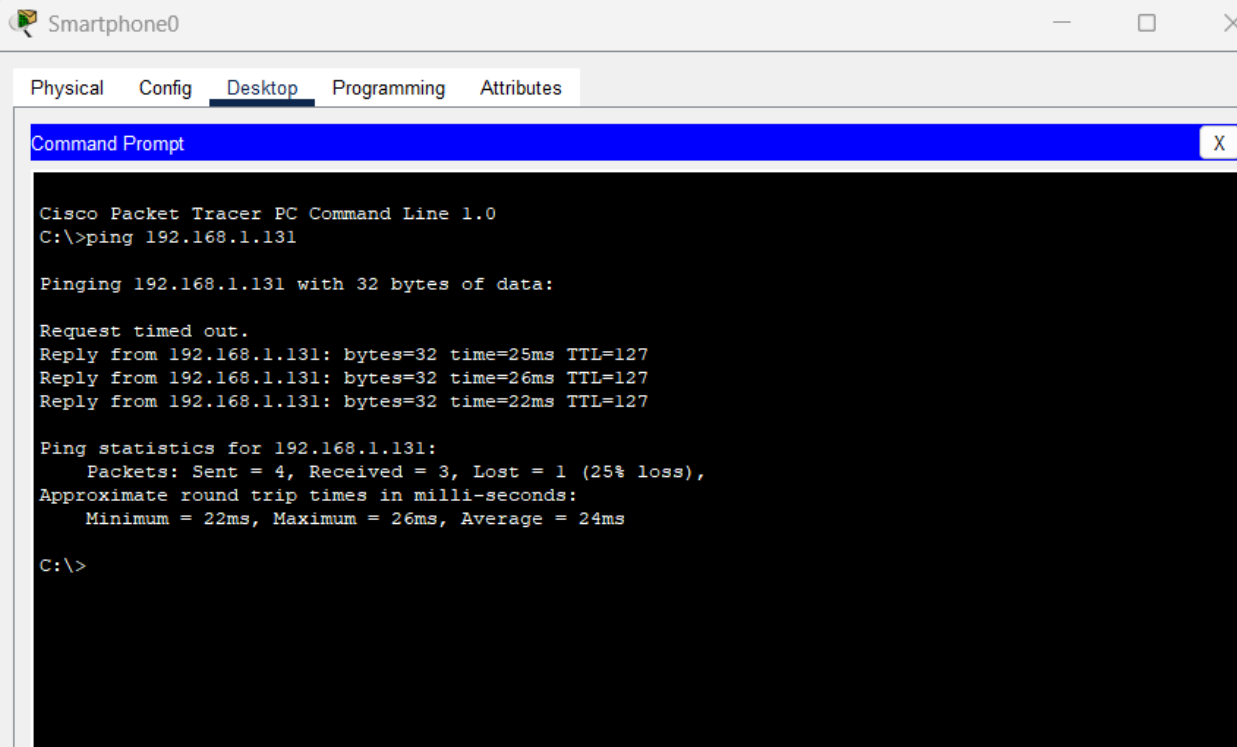 Smartphone0
Physical Config Desktop Programming Attributes
Command Prompt
X
Cisco Packet Tracer PC Command Line 1.0
C:\>ping 192.168.1.131
Pinging 192.168.1.131 with 32 bytes of data:
Request timed out.
Reply from 192.168.1.131: bytes=32 time=25ms TTL=127
Reply from 192.168.1.131: bytes=32 time=26ms TTL=127
Reply from 192.168.1.131: bytes=32 time=22ms TTL=127
Ping statistics for 192.168.1.131:
    Packets: Sent = 4, Received = 3, Lost = 1 (25% loss),
Approximate round trip times in milli-seconds:
    Minimum = 22ms, Maximum = 26ms, Average = 24ms
C:\>